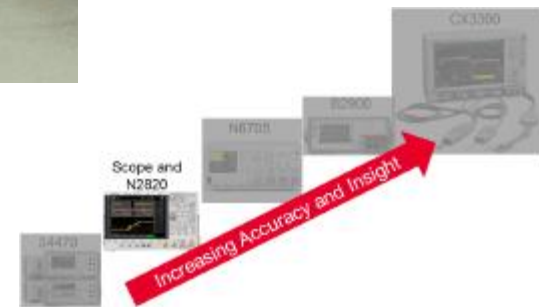 CX3300
B2900
N6705
Scope and
N2820
34470
Increasing Accuracy and Insight